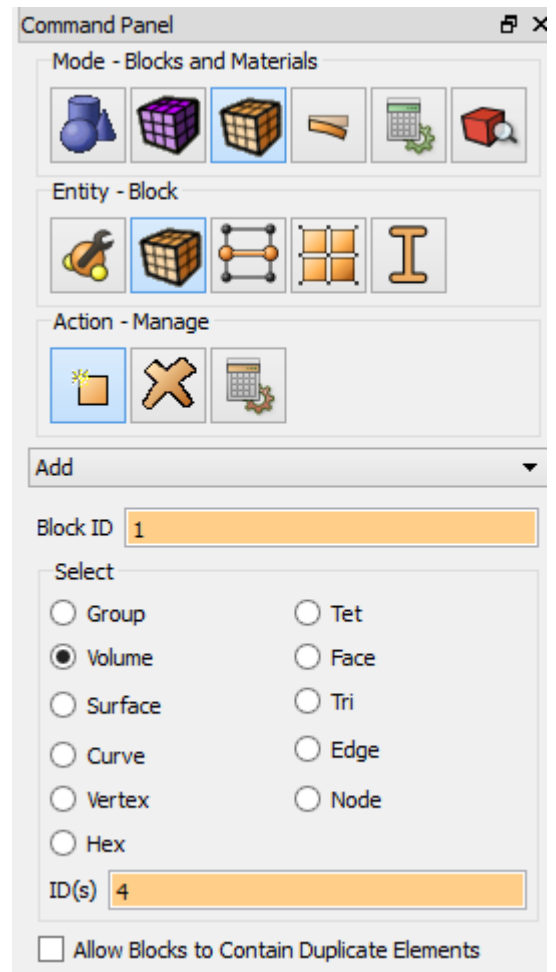 Command Panel
Mode - Blocks and Materials
Entity - Block
Action - Manage
Add
Block ID 1
Select
Group Tet
Volume Face
Surface Tri
Curve Edge
Vertex Node
Hex
ID(s) 4
Allow Blocks to Contain Duplicate Elements